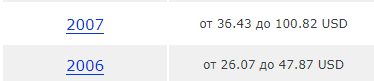 2007 от 36.43 до 100.82 USD
2006 от 26.07 до 47.87 USD